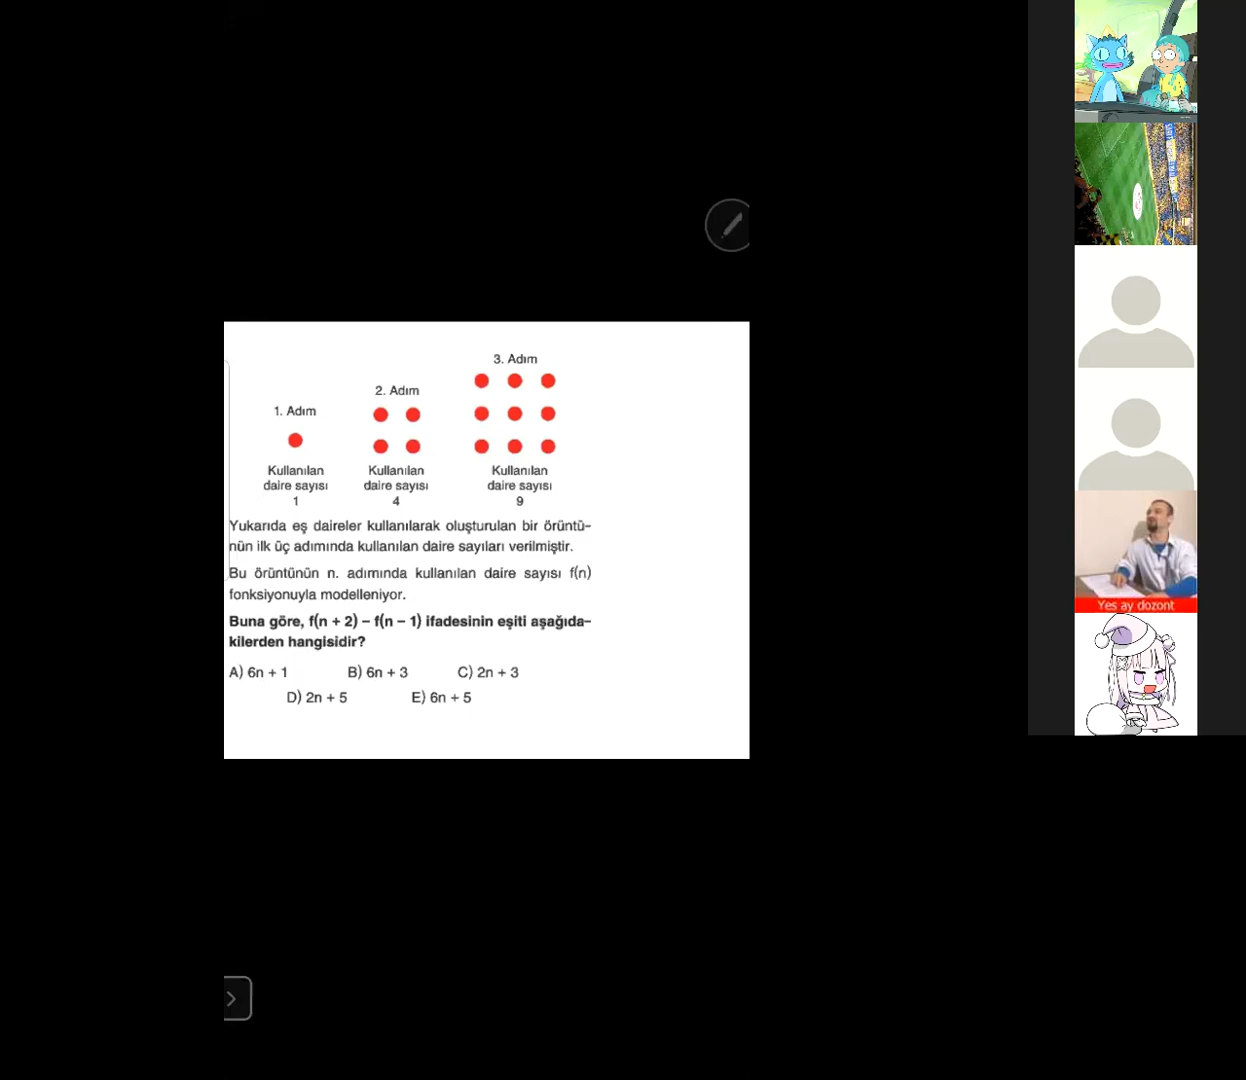 3. Adım
2. Adım
1. Adım
Kullanılan daire sayısı 1
Kullanılan daire sayısı 4
Kullanılan daire sayısı 9
Yukarıda eş daireler kullanılarak oluşturulan bir örüntü-
nün ilk üç adımında kullanılan daire sayıları verilmiştir.
Bu örüntünün n. adımında kullanılan daire sayısı f(n)
fonksiyonuyla modelleniyor.
Buna göre, f(n + 2) – f(n – 1) ifadesinin eşiti aşağıda-
kilerden hangisidir?
A) 6n + 1 B) 6n + 3 C) 2n + 3
D) 2n + 5 E) 6n + 5
Yes ay dozont